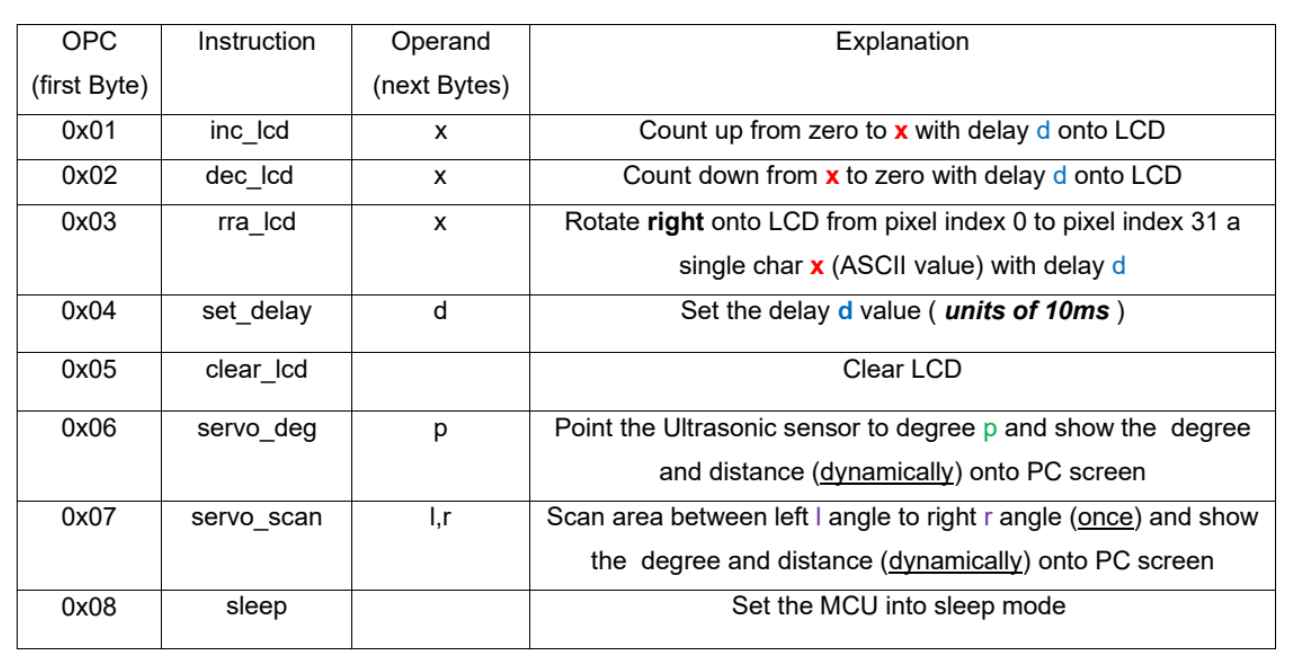 OPC Instruction Operand Explanation
(first Byte) (next Bytes)
0x01 inc_lcd x Count up from zero to x with delay d onto LCD
0x02 dec_lcd x Count down from x to zero with delay d onto LCD
0x03 rra_lcd x Rotate right onto LCD from pixel index 0 to pixel index 31 a
single char x (ASCII value) with delay d
0x04 set_delay d Set the delay d value ( units of 10ms )
0x05 clear_lcd Clear LCD
0x06 servo_deg p Point the Ultrasonic sensor to degree p and show the degree
and distance (dynamically) onto PC screen
0x07 servo_scan l,r Scan area between left l angle to right r angle (once) and show
the degree and distance (dynamically) onto PC screen
0x08 sleep Set the MCU into sleep mode